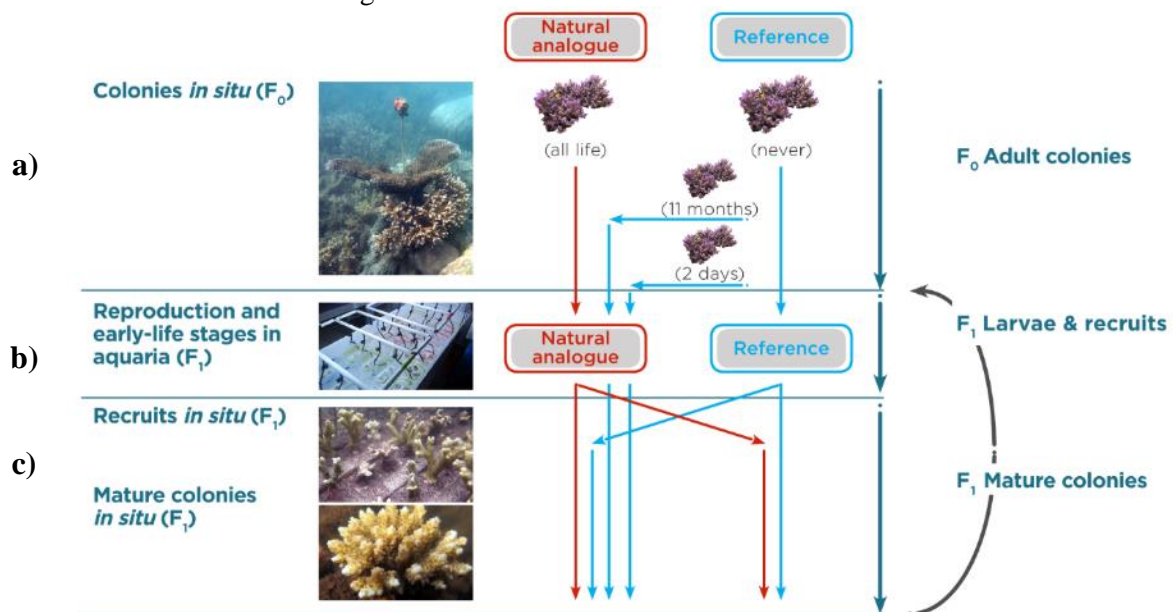 Natural
analogue
Reference
Colonies in situ (F0)
(all life)
(never)
a)
F0 Adult colonies
(11 months)
(2 days)
Reproduction and
early-life stages in
aquaria (F1)
b)
Natural
analogue
Reference
F1 Larvae & recruits
Recruits in situ (F1)
c)
Mature colonies
in situ (F1)
F1 Mature colonies